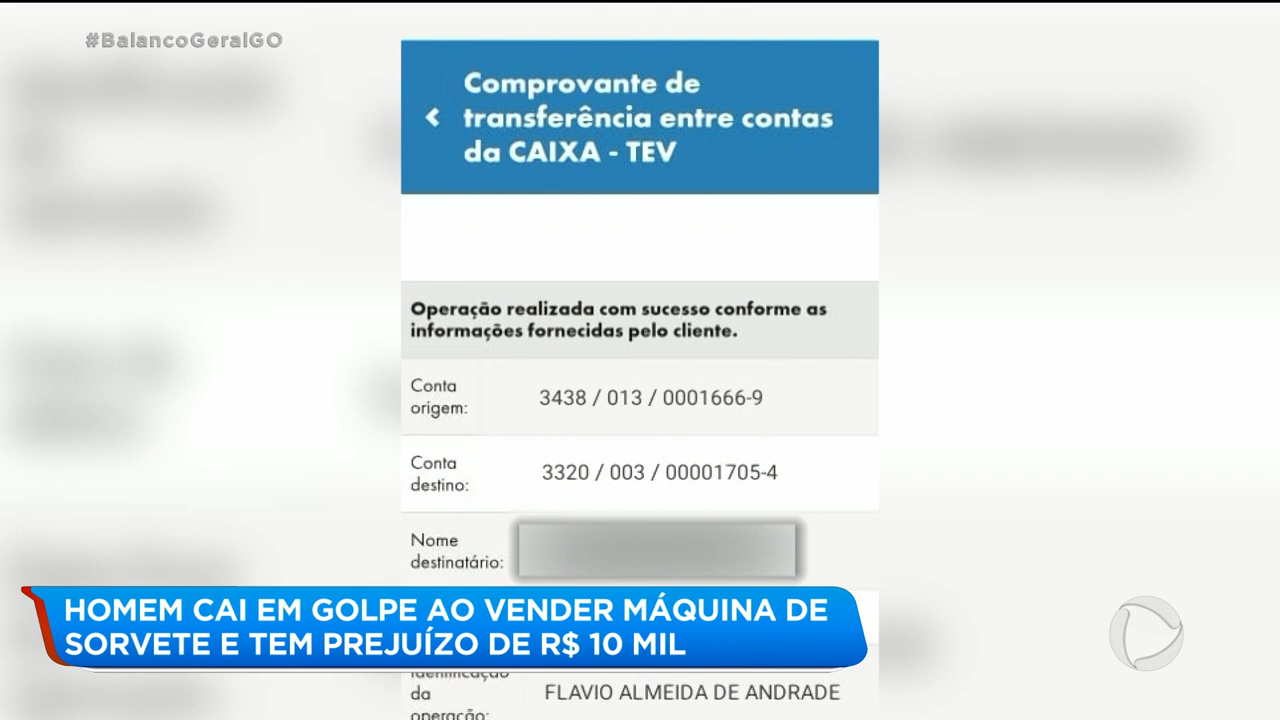 #BalancoGeralGO
Comprovante de
transferência entre contas
da CAIXA - TEV
Operação realizada com sucesso conforme as
informações fornecidas pelo cliente.
Conta
origem:
3438 / 013 / 0001666-9
Conta
destino:
3320 / 003 / 00001705-4
Nome
destinatário:
HOMEM CAI EM GOLPE AO VENDER MÁQUINA DE
SORVETE E TEM PREJUÍZO DE R$ 10 MIL
identificação
da
operação:
FLAVIO ALMEIDA DE ANDRADE